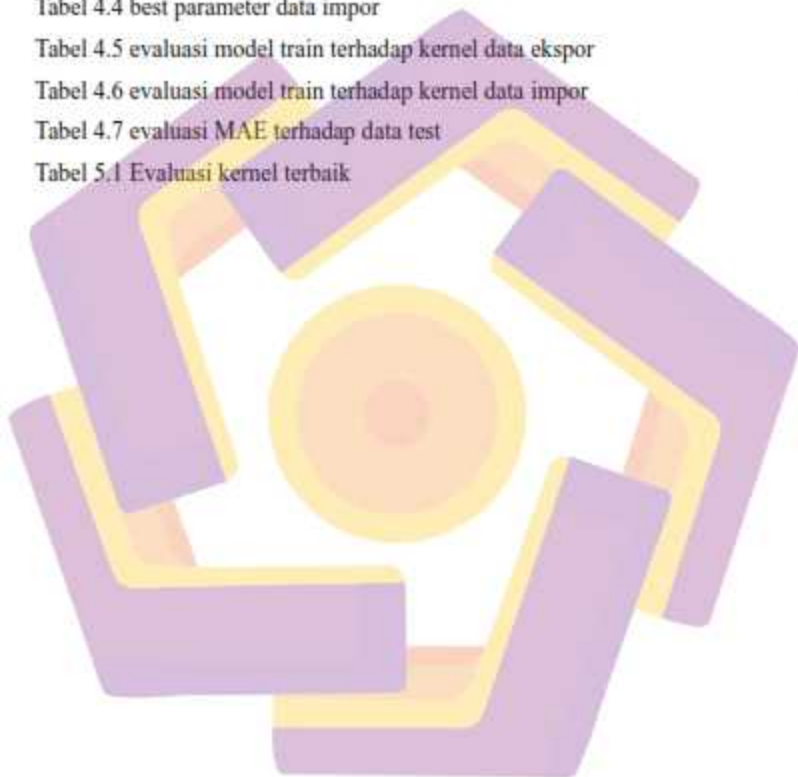 Tabel 4.4 best parameter data impor
Tabel 4.5 evaluasi model train terhadap kernel data ekspor
Tabel 4.6 evaluasi model train terhadap kernel data impor
Tabel 4.7 evaluasi MAE terhadap data test
Tabel 5.1 Evaluasi kernel terbaik